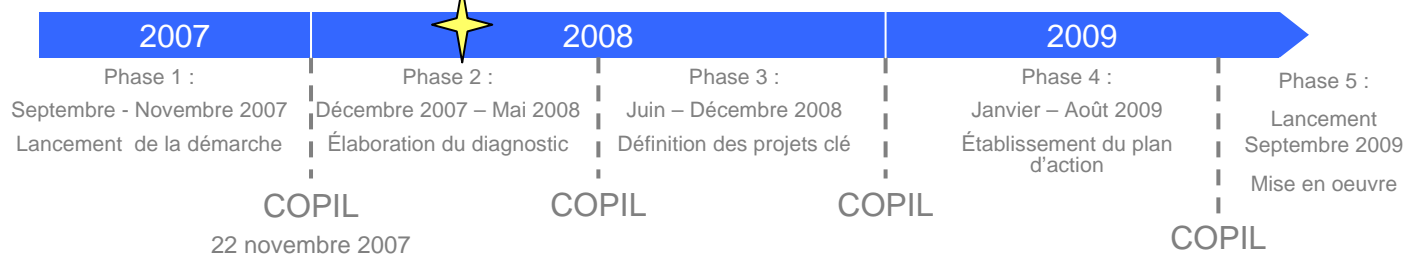 2007
2008
2009
Phase 1 :
Septembre - Novembre 2007
Lancement de la démarche
Phase 2 :
Décembre 2007 – Mai 2008
Élaboration du diagnostic
Phase 3 :
Juin – Décembre 2008
Définition des projets clé
Phase 4 :
Janvier – Août 2009
Établissement du plan
d'action
Phase 5 :
Lancement
Septembre 2009
Mise en oeuvre
COPIL
22 novembre 2007
COPIL
COPIL
COPIL